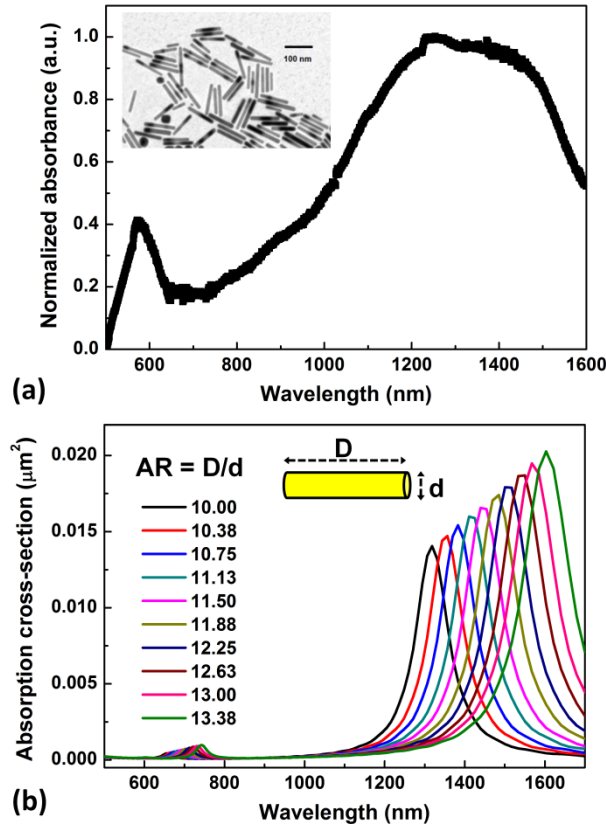 100 nm
Normalized absorbance (a.u.)
1.0
0.8
0.6
0.4
0.2
0.0
600 800 1000 1200 1400 1600
Wavelength (nm)
(a)
Absorption cross-section (μm²)
0.020
0.015
0.010
0.005
0.000
AR = D/d
10.00
10.38
10.75
11.13
11.50
11.88
12.25
12.63
13.00
13.38
D
d
600 800 1000 1200 1400 1600
Wavelength (nm)
(b)